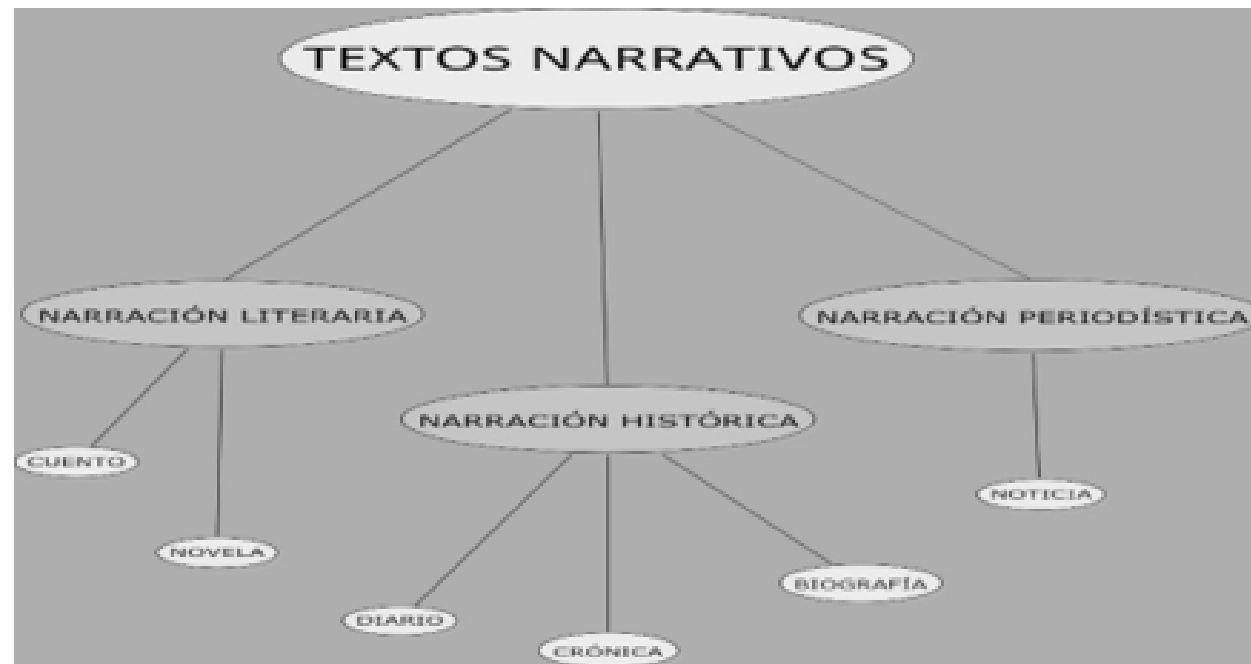 TEXTOS NARRATIVOS
NARRACIÓN LITERARIA
NARRACIÓN PERIODÍSTICA
NARRACIÓN HISTÓRICA
CUENTO
NOTICIA
NOVELA
BIOGRAFÍA
DIARIO
CRÓNICA